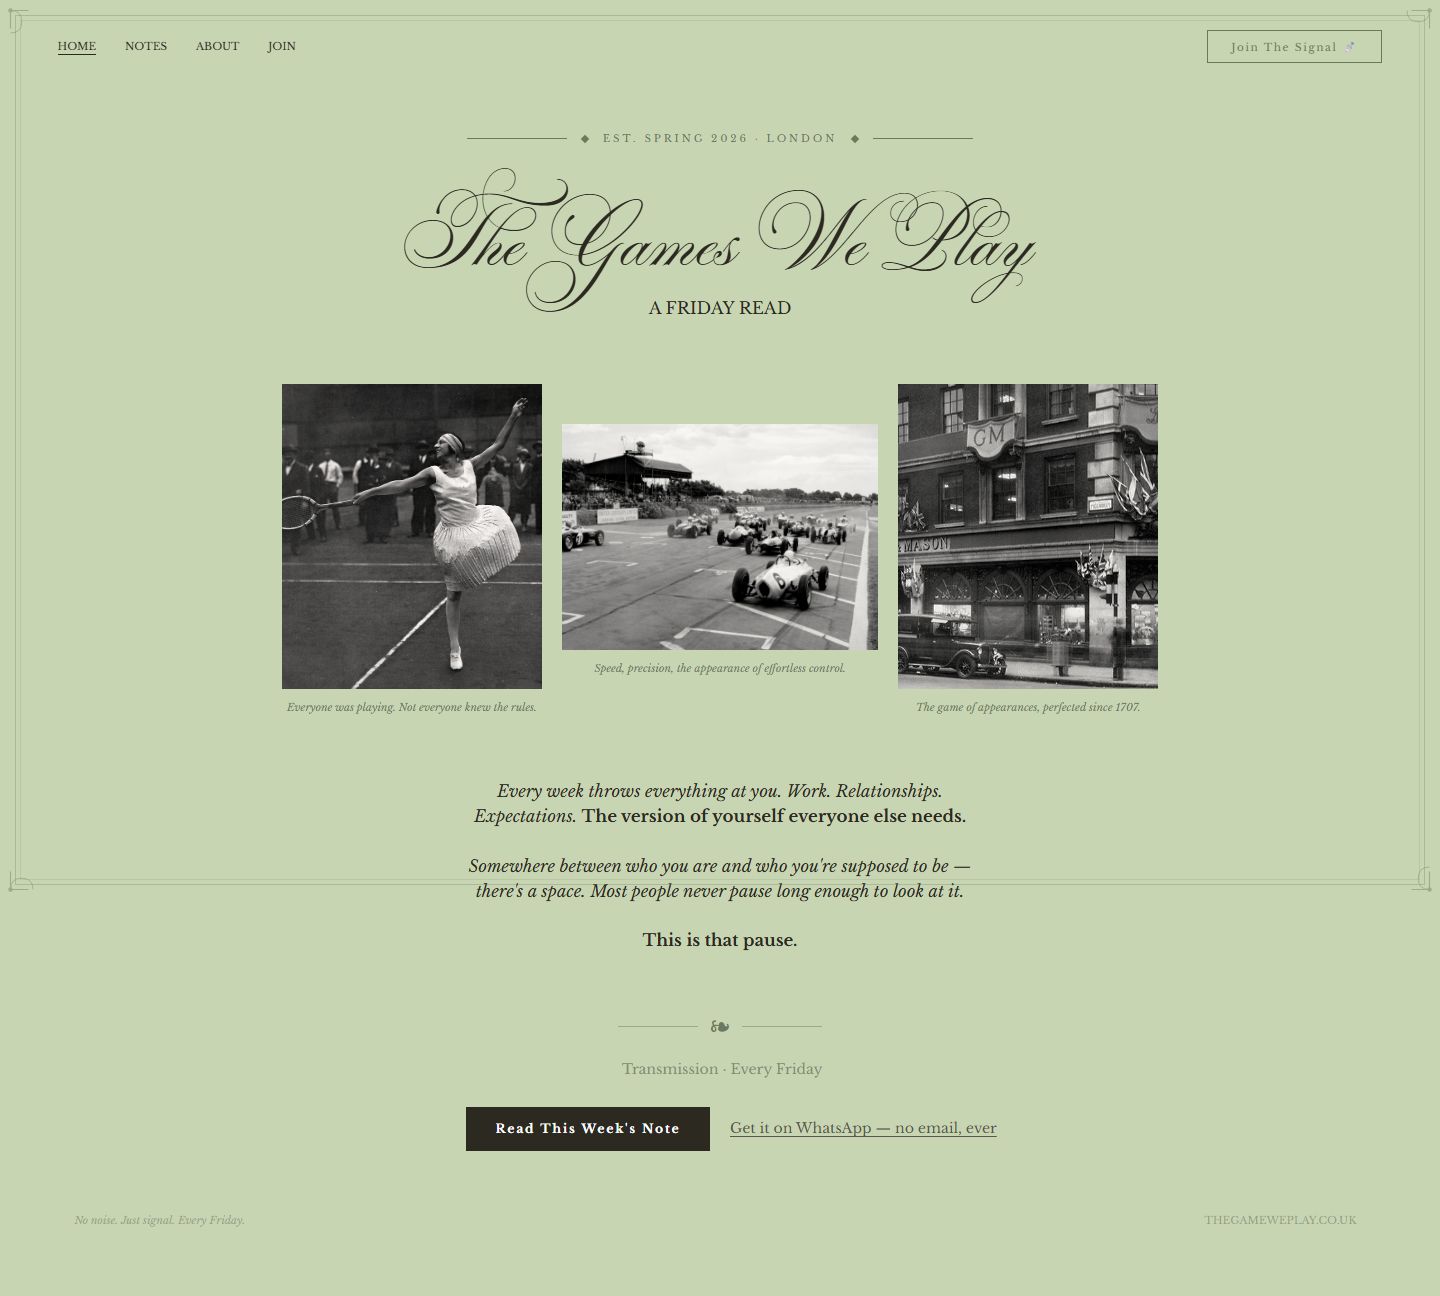 HOME NOTES ABOUT JOIN
Join The Signal
EST. SPRING 2026 · LONDON
The Games We Play
A FRIDAY READ
GM
PICCADILLY
& MASON
8
Everyone was playing. Not everyone knew the rules.
Speed, precision, the appearance of effortless control.
The game of appearances, perfected since 1707.
Every week throws everything at you. Work. Relationships.
Expectations. The version of yourself everyone else needs.
Somewhere between who you are and who you're supposed to be —
there's a space. Most people never pause long enough to look at it.
This is that pause.
Transmission · Every Friday
Read This Week's Note
Get it on WhatsApp — no email, ever
No noise. Just signal. Every Friday.
THEGAMEWEPLAY.CO.UK